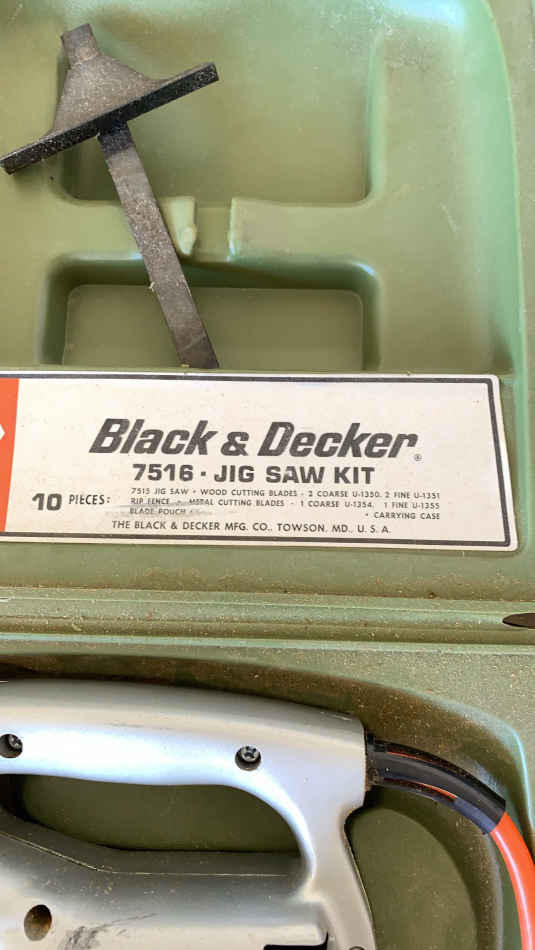 Black & Decker®
7516 · JIG SAW KIT
10 PIECES: 7515 JIG SAW • WOOD CUTTING BLADES - 2 COARSE U-1350, 2 FINE U-1351
RIP FENCE - METAL CUTTING BLADES - 1 COARSE U-1354, 1 FINE U-1355
BLADE POUCH • CARRYING CASE
THE BLACK & DECKER MFG. CO., TOWSON, MD., U. S. A.